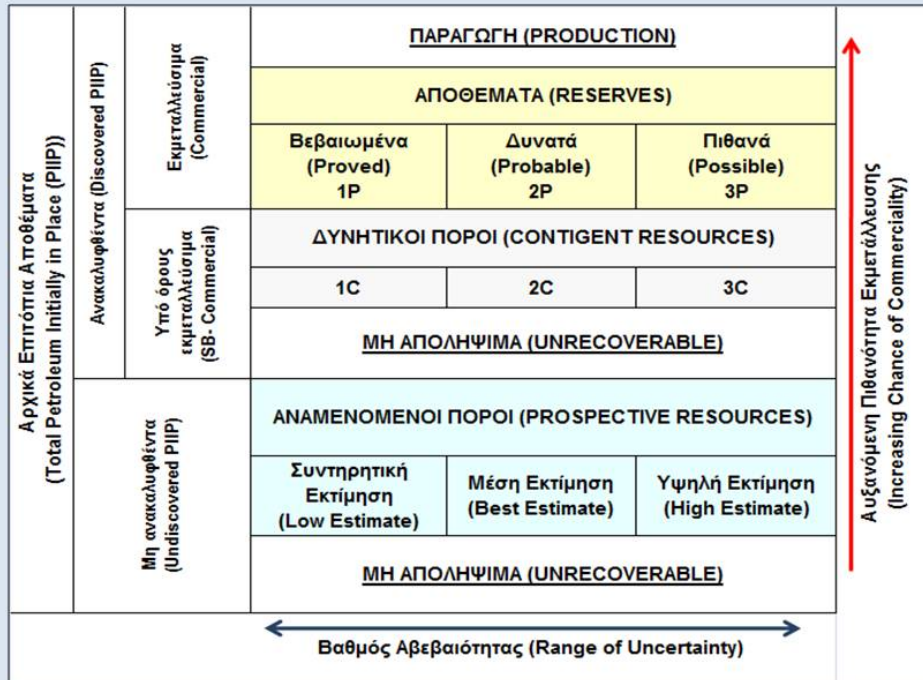 Αρχικά Επιτόπια Αποθέματα
(Total Petroleum Initially in Place (PIIP))
Ανακαλυφθέντα (Discovered PIIP)
Εκμεταλλεύσιμα
(Commercial)
ΠΑΡΑΓΩΓΗ (PRODUCTION)
ΑΠΟΘΕΜΑΤΑ (RESERVES)
Βεβαιωμένα
(Proved)
1P
Δυνατά
(Probable)
2P
Πιθανά
(Possible)
3P
Υπό όρους
εκμεταλλεύσιμα
(SB- Commercial)
ΔΥΝΗΤΙΚΟΙ ΠΟΡΟΙ (CONTIGENT RESOURCES)
1C
2C
3C
ΜΗ ΑΠΟΛΗΨΙΜΑ (UNRECOVERABLE)
Μη ανακαλυφθέντα
(Undiscovered PIIP)
ΑΝΑΜΕΝΟΜΕΝΟΙ ΠΟΡΟΙ (PROSPECTIVE RESOURCES)
Συντηρητική
Εκτίμηση
(Low Estimate)
Μέση Εκτίμηση
(Best Estimate)
Υψηλή Εκτίμηση
(High Estimate)
ΜΗ ΑΠΟΛΗΨΙΜΑ (UNRECOVERABLE)
Βαθμός Αβεβαιότητας (Range of Uncertainty)
Αυξανόμενη Πιθανότητα Εκμετάλλευσης
(Increasing Chance of Commerciality)